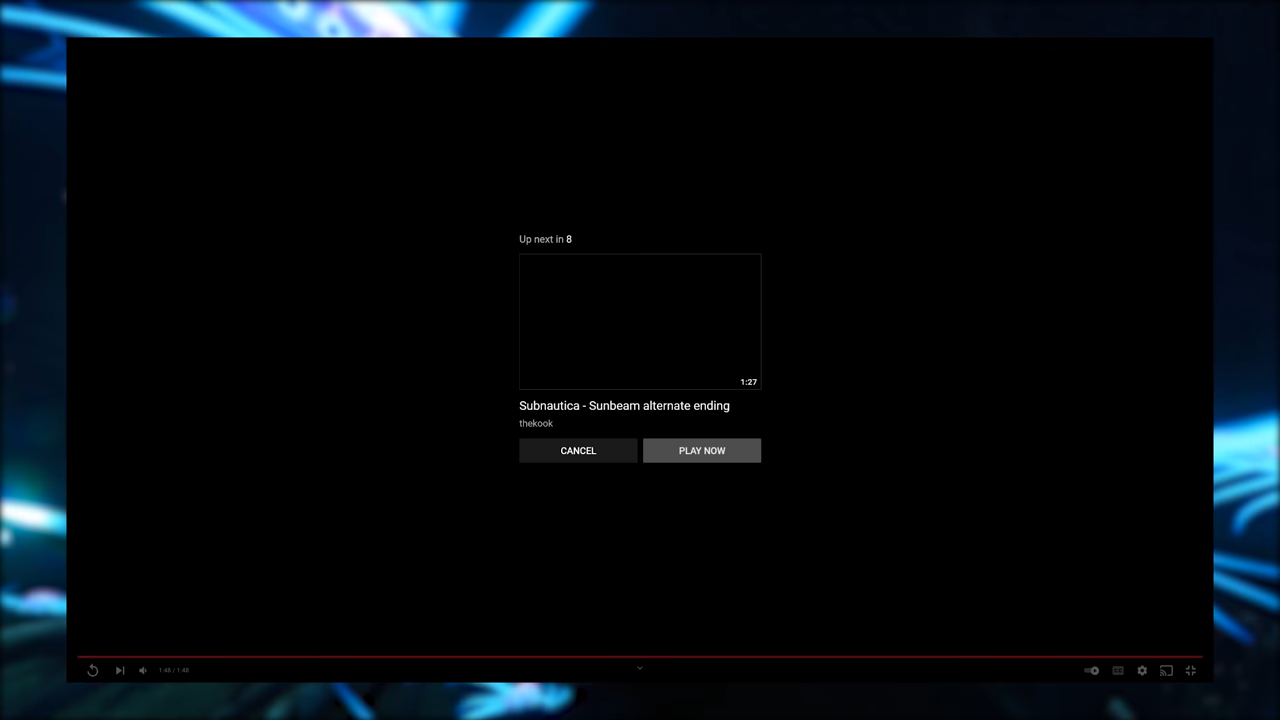 Up next in 8
1:27
Subnautica - Sunbeam alternate ending
thekook
CANCEL
PLAY NOW
1:48 / 1:48